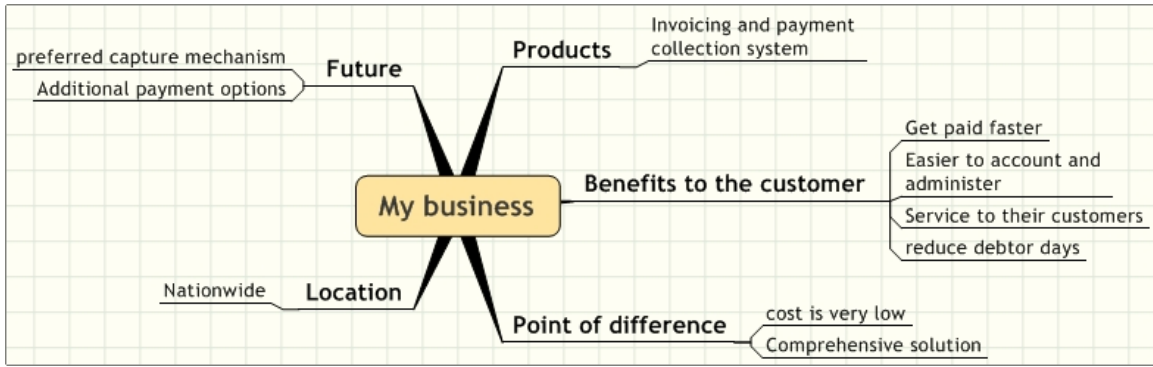 My business
Products
Invoicing and payment
collection system
Benefits to the customer
Get paid faster
Easier to account and
administer
Service to their customers
reduce debtor days
Point of difference
cost is very low
Comprehensive solution
Location
Nationwide
Future
preferred capture mechanism
Additional payment options